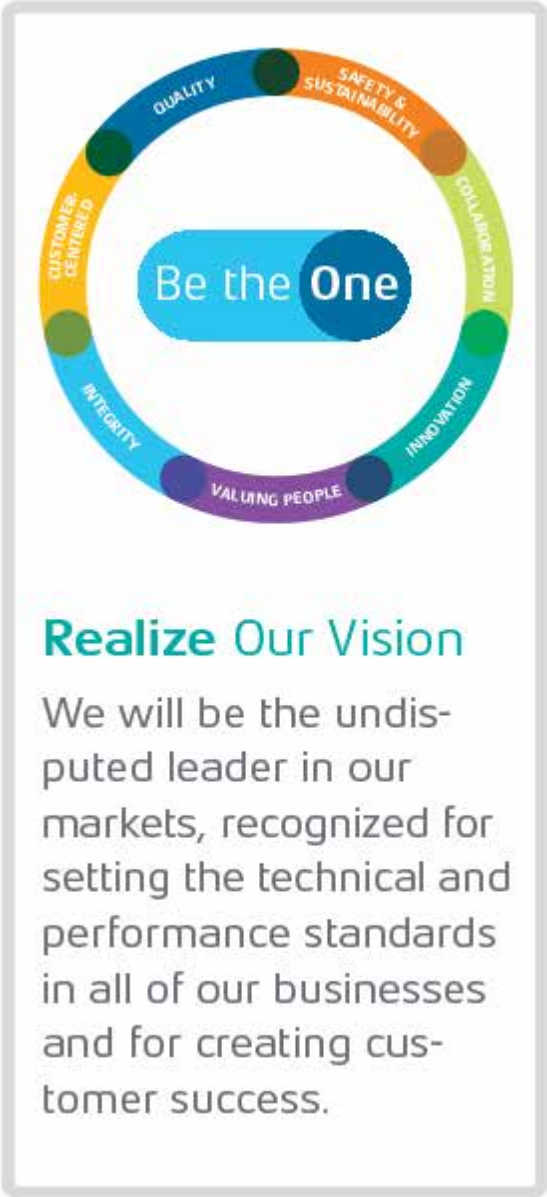 QUALITY
SAFETY &
SUSTAINABILITY
COLLABORATION
INNOVATION
VALUING PEOPLE
INTEGRITY
CUSTOMER-
CENTERED
Be the One
Realize Our Vision
We will be the undis-
puted leader in our
markets, recognized for
setting the technical and
performance standards
in all of our businesses
and for creating cus-
tomer success.